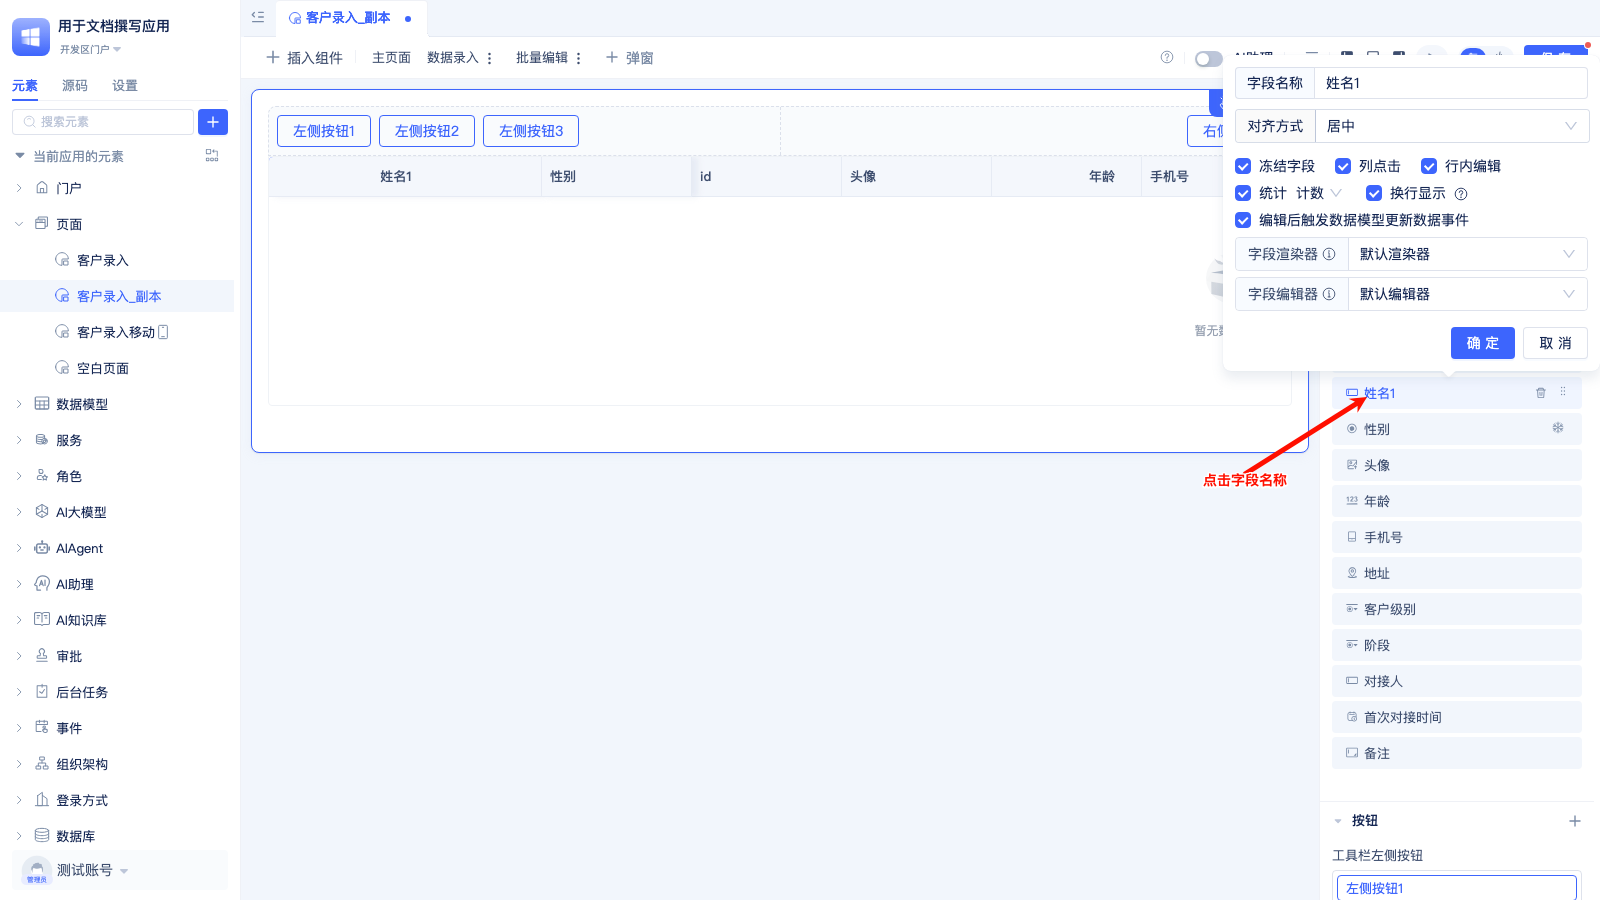 用于文档撰写应用
开发区门户
元素 源码 设置
搜索元素
当前应用的元素
门户
页面
客户录入
客户录入_副本
客户录入移动
空白页面
数据模型
服务
角色
AI大模型
AIAgent
AI助理
AI知识库
审批
后台任务
事件
组织架构
登录方式
数据库
测试账号
管理员
客户录入_副本
插入组件 主页面 数据录入 批量编辑 弹窗
左侧按钮1 左侧按钮2 左侧按钮3
姓名1 性别 id 头像 年龄 手机号
暂无
字段名称 姓名1
对齐方式 居中
冻结字段 列点击 行内编辑
统计 计数 换行显示
编辑后触发数据模型更新数据事件
字段渲染器 默认渲染器
字段编辑器 默认编辑器
确 定 取 消
姓名1
点击字段名称
性别
头像
123 年龄
手机号
地址
客户级别
阶段
对接人
首次对接时间
备注
按钮
工具栏左侧按钮
左侧按钮1